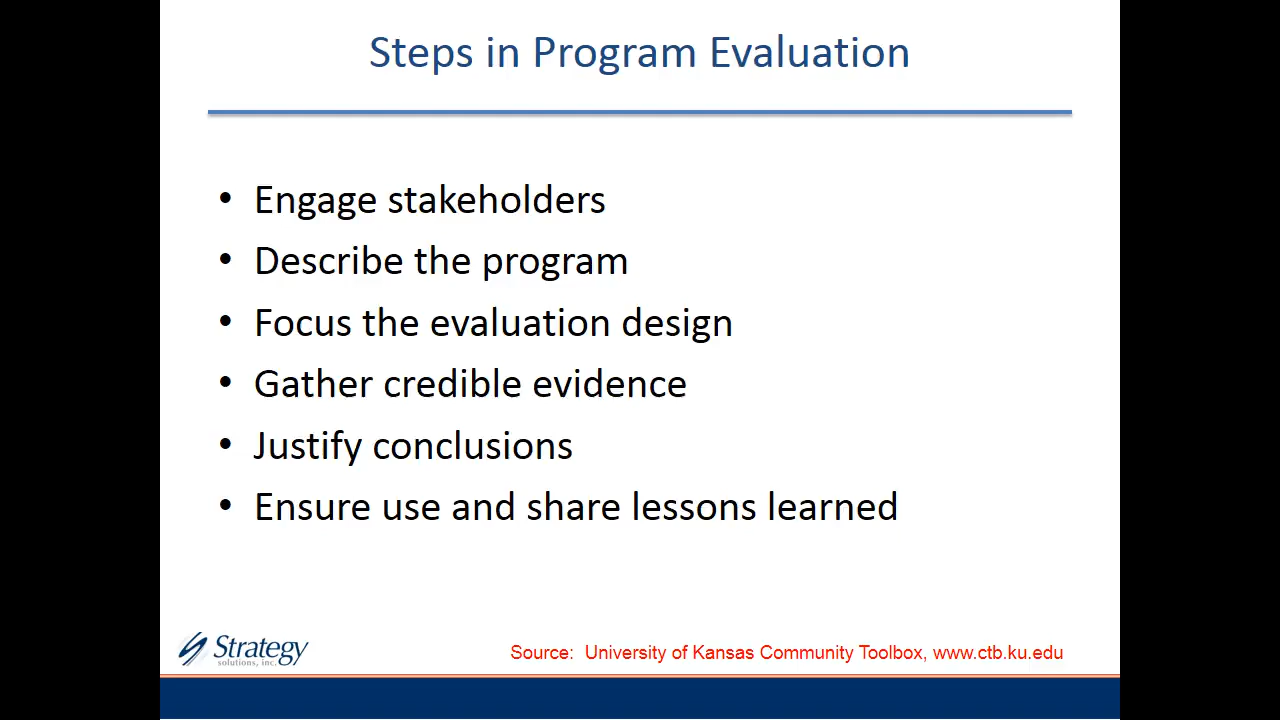 Steps in Program Evaluation
• Engage stakeholders
• Describe the program
• Focus the evaluation design
• Gather credible evidence
• Justify conclusions
• Ensure use and share lessons learned
Strategy
solutions, inc.
Source: University of Kansas Community Toolbox, www.ctb.ku.edu